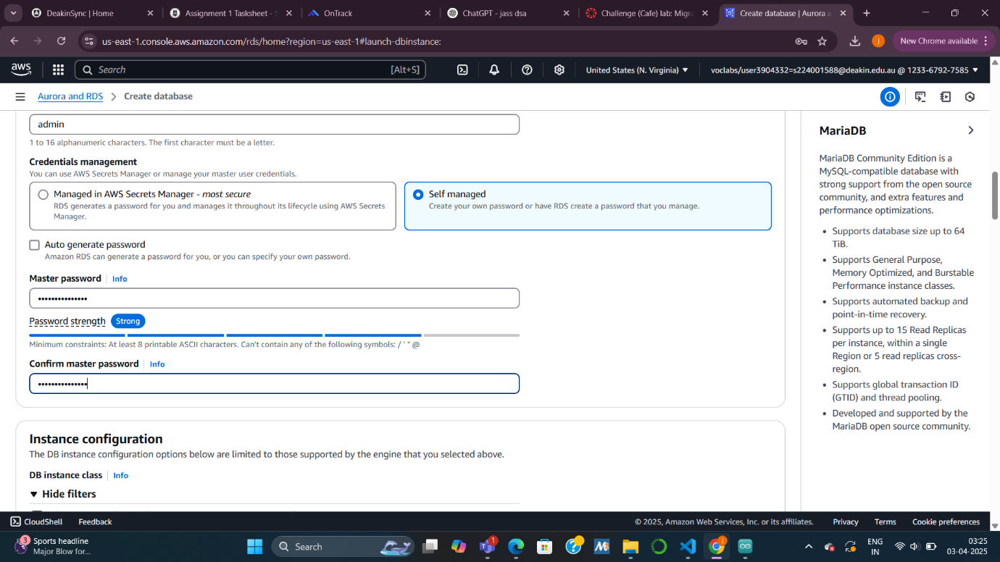 DeakinSync | Home
Assignment 1 Tasksheet - S
OnTrack
ChatGPT - jass dsa
Challenge (Cafe) lab: Migra
Create database | Aurora a
us-east-1.console.aws.amazon.com/rds/home?region=us-east-1#launch-dbinstance:
j
New Chrome available
aws
Search
[Alt+S]
United States (N. Virginia)
voclabs/user3904332=s224001588@deakin.edu.au @ 1233-6792-7585
Aurora and RDS
Create database
admin
1 to 16 alphanumeric characters. The first character must be a letter.
Credentials management
You can use AWS Secrets Manager or manage your master user credentials.
Managed in AWS Secrets Manager - most secure
RDS generates a password for you and manages it throughout its lifecycle using AWS Secrets
Manager.
Self managed
Create your own password or have RDS create a password that you manage.
Auto generate password
Amazon RDS can generate a password for you, or you can specify your own password.
Master password
Info
•••••••••••••••
Password strength
Strong
Minimum constraints: At least 8 printable ASCII characters. Can't contain any of the following symbols: / ' " @
Confirm master password
Info
•••••••••••••••
Instance configuration
The DB instance configuration options below are limited to those supported by the engine that you selected above.
DB instance class
Info
Hide filters
MariaDB
MariaDB Community Edition is a
MySQL-compatible database with
strong support from the open source
community, and extra features and
performance optimizations.
• Supports database size up to 64
TiB.
• Supports General Purpose,
Memory Optimized, and Burstable
Performance instance classes.
• Supports automated backup and
point-in-time recovery.
• Supports up to 15 Read Replicas
per instance, within a single
Region or 5 read replicas cross-
region.
• Supports global transaction ID
(GTID) and thread pooling.
• Developed and supported by the
MariaDB open source community.
CloudShell
Feedback
© 2025, Amazon Web Services, Inc. or its affiliates.
Privacy
Terms
Cookie preferences
3
Sports headline
Major Blow for...
Search
1
j
ENG
IN
03:25
03-04-2025